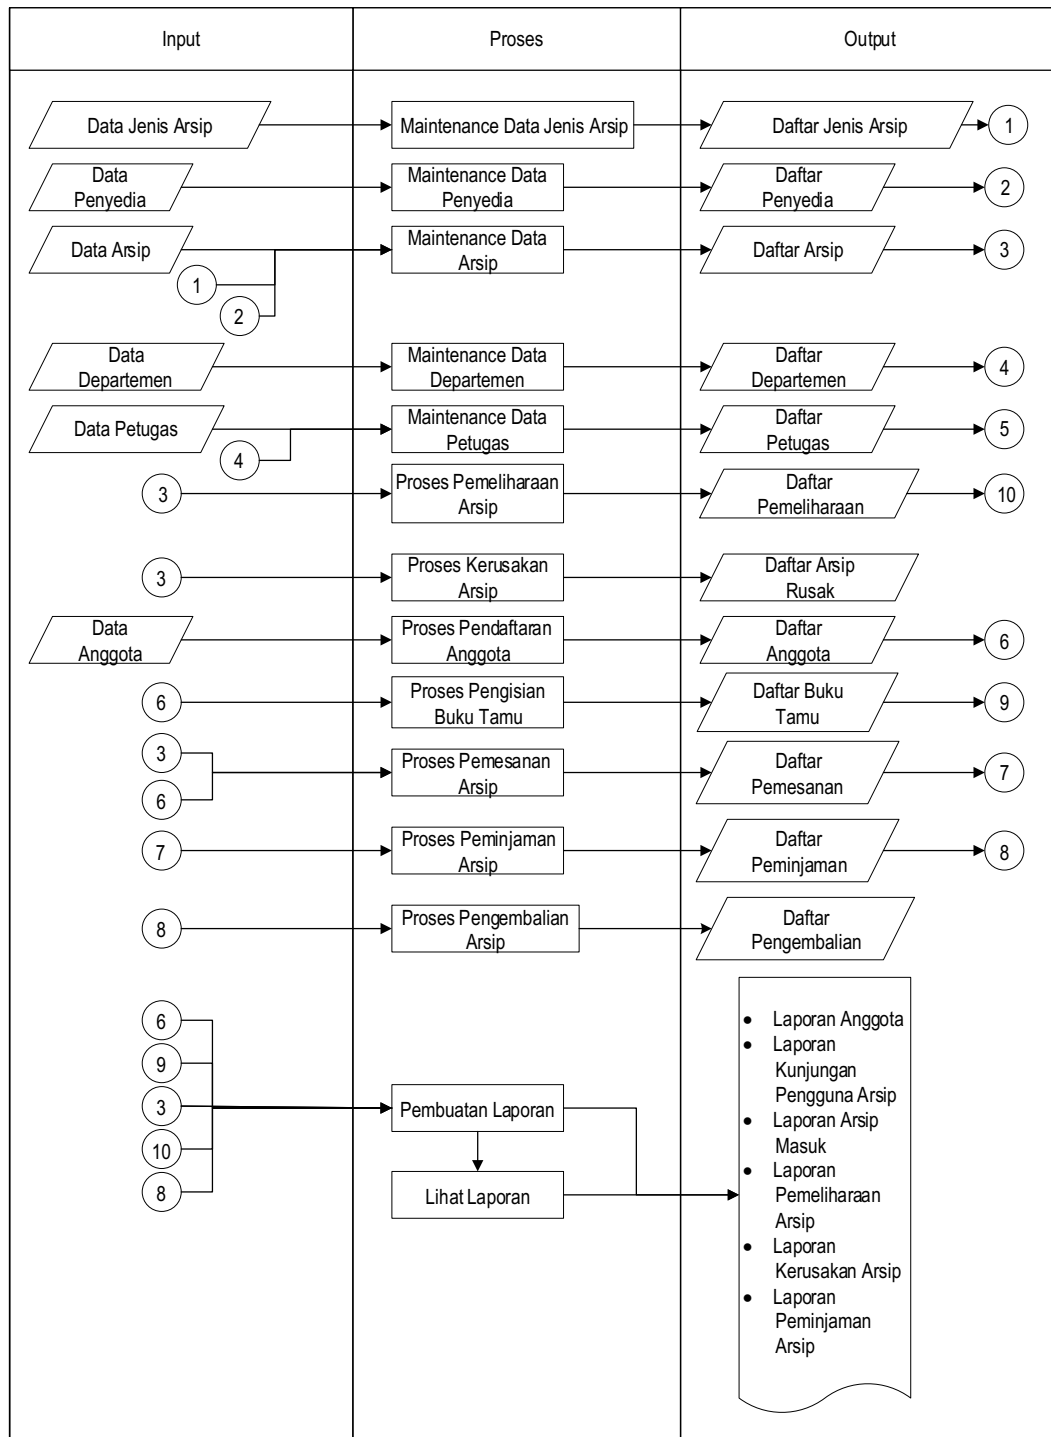 Input
Proses
Output
Data Jenis Arsip
Maintenance Data Jenis Arsip
Daftar Jenis Arsip
1
Data
Penyedia
Maintenance Data
Penyedia
Daftar
Penyedia
2
Data Arsip
1
2
Maintenance Data
Arsip
Daftar Arsip
3
Data
Departemen
Maintenance Data
Departemen
Daftar
Departemen
4
Data Petugas
4
Maintenance Data
Petugas
Daftar
Petugas
5
3
Proses Pemeliharaan
Arsip
Daftar
Pemeliharaan
10
3
Proses Kerusakan
Arsip
Daftar Arsip
Rusak
Data
Anggota
Proses Pendaftaran
Anggota
Daftar
Anggota
6
6
Proses Pengisian
Buku Tamu
Daftar Buku
Tamu
9
3
6
Proses Pemesanan
Arsip
Daftar
Pemesanan
7
7
Proses Peminjaman
Arsip
Daftar
Peminjaman
8
8
Proses Pengembalian
Arsip
Daftar
Pengembalian
6
9
3
10
8
Pembuatan Laporan
Lihat Laporan
• Laporan Anggota
• Laporan
Kunjungan
Pengguna Arsip
• Laporan Arsip
Masuk
• Laporan
Pemeliharaan
Arsip
• Laporan
Kerusakan Arsip
• Laporan
Peminjaman
Arsip